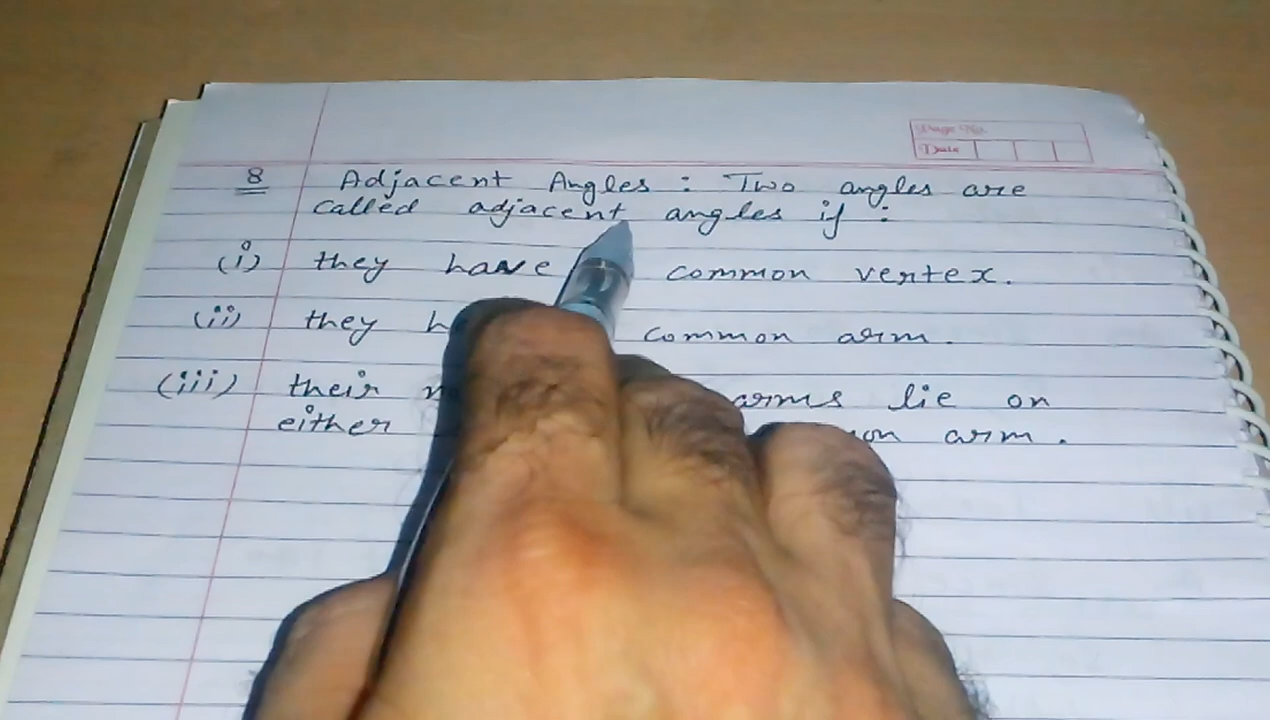 Page No.
Date
8 Adjacent Angles : Two angles are
called adjacent angles if :
(i) they have common vertex.
(ii) they common arm.
(iii) their arms lie on
either arm.